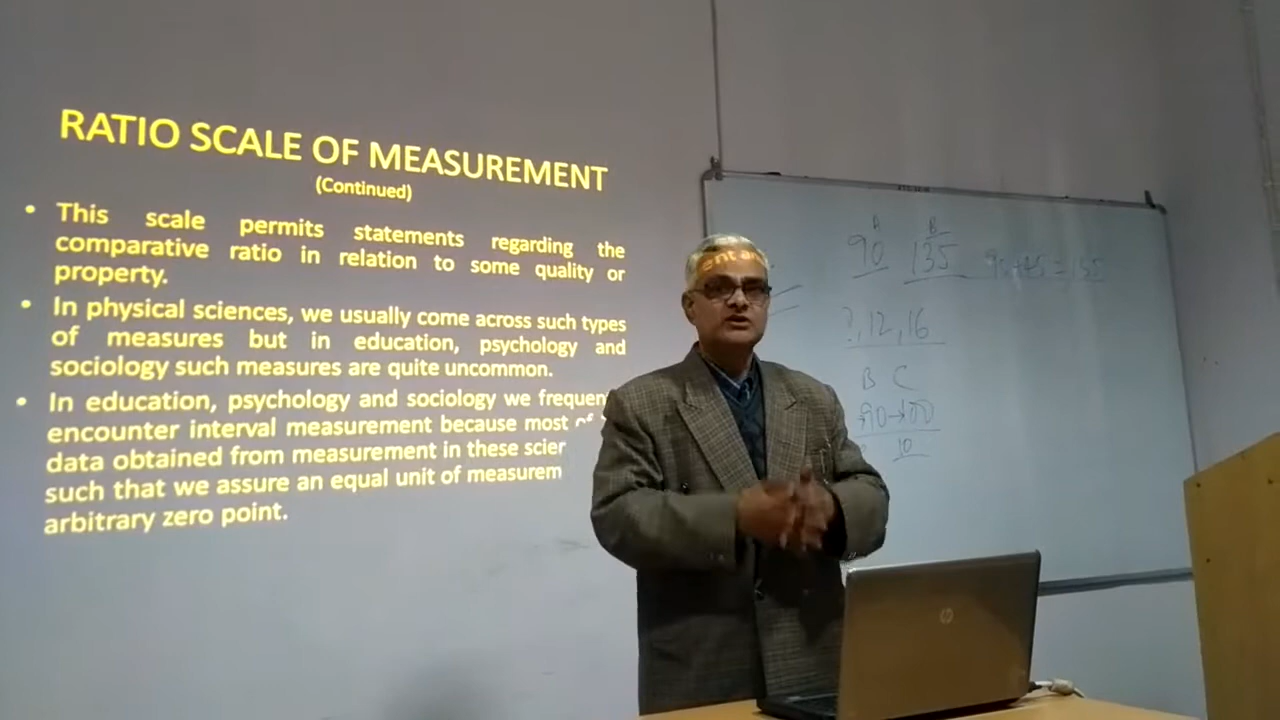 RATIO SCALE OF MEASUREMENT
(Continued)
• This scale permits statements regarding the
comparative ratio in relation to some quality or
property.
• In physical sciences, we usually come across such types
of measures but in education, psychology and
sociology such measures are quite uncommon.
• In education, psychology and sociology we frequen
encounter interval measurement because most of
data obtained from measurement in these scien
such that we assure an equal unit of measurem
arbitrary zero point.
A B
90 135
, 12, 16
B C
90→100
10
hp